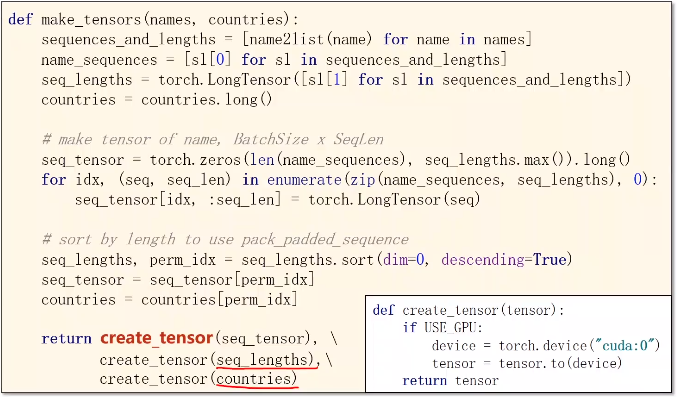 def make_tensors(names, countries):
    sequences_and_lengths = [name2list(name) for name in names]
    name_sequences = [sl[0] for sl in sequences_and_lengths]
    seq_lengths = torch.LongTensor([sl[1] for sl in sequences_and_lengths])
    countries = countries.long()

    # make tensor of name, BatchSize x SeqLen
    seq_tensor = torch.zeros(len(name_sequences), seq_lengths.max()).long()
    for idx, (seq, seq_len) in enumerate(zip(name_sequences, seq_lengths), 0):
        seq_tensor[idx, :seq_len] = torch.LongTensor(seq)

    # sort by length to use pack_padded_sequence
    seq_lengths, perm_idx = seq_lengths.sort(dim=0, descending=True)
    seq_tensor = seq_tensor[perm_idx]
    countries = countries[perm_idx]

    return create_tensor(seq_tensor), \
           create_tensor(seq_lengths),\
           create_tensor(countries)

def create_tensor(tensor):
    if USE_GPU:
        device = torch.device("cuda:0")
        tensor = tensor.to(device)
    return tensor